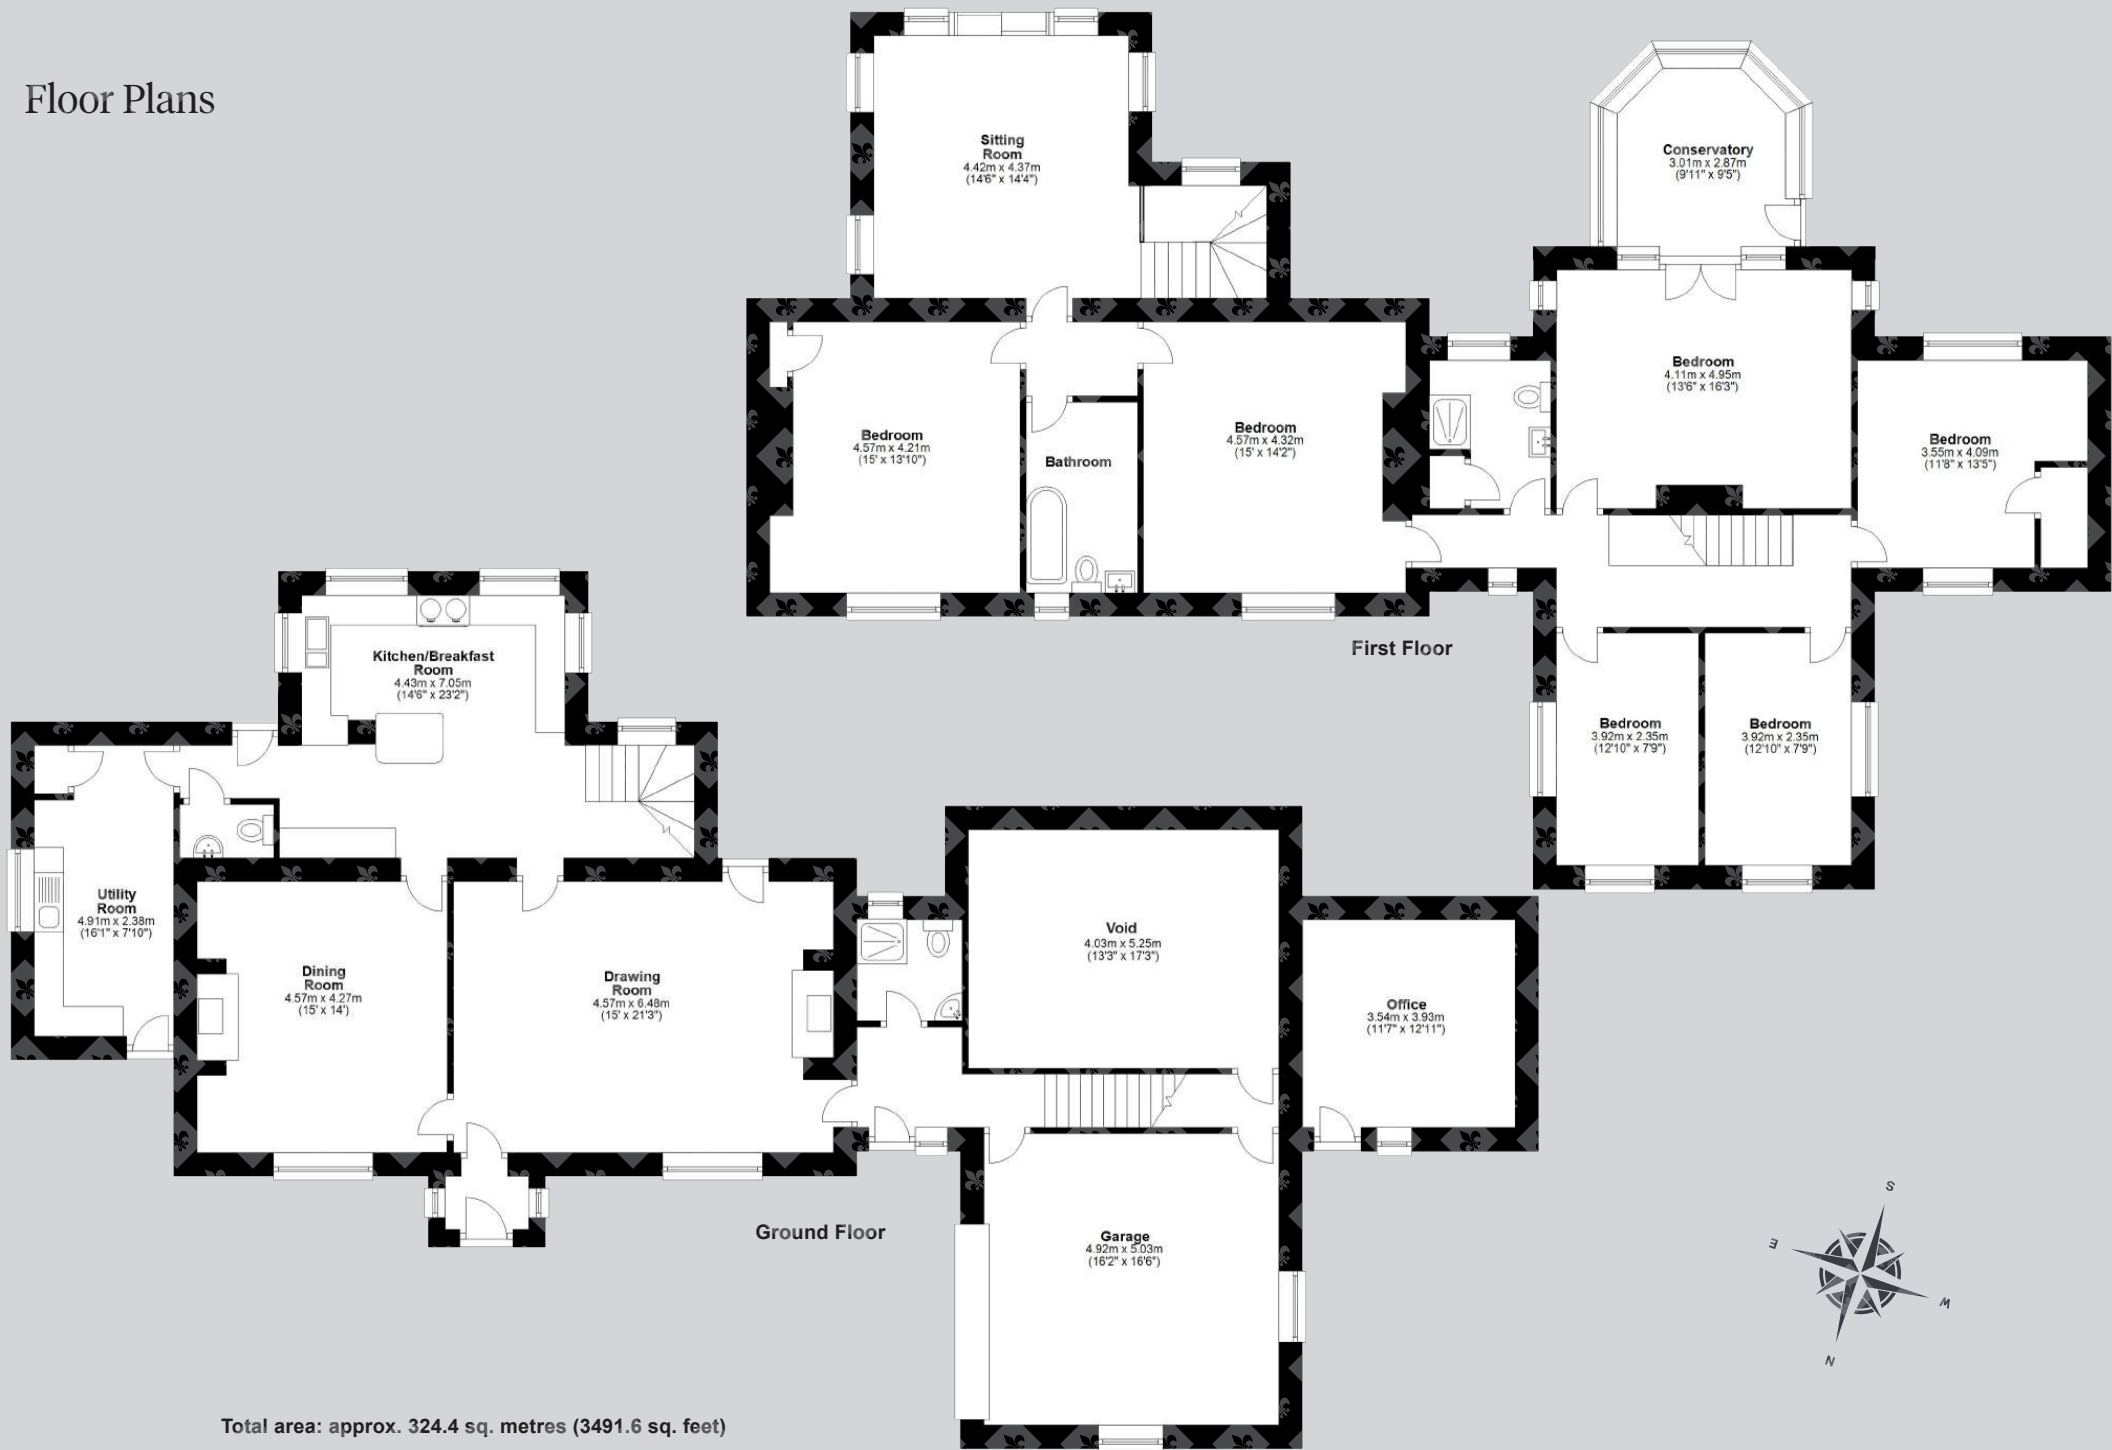 Floor Plans
Sitting
Room
4.42m x 4.37m
(14'6" x 14'4")
Conservatory
3.01m x 2.87m
(9'11" x 9'5")
Bedroom
4.57m x 4.21m
(15' x 13'10")
Bathroom
Bedroom
4.57m x 4.32m
(15' x 14'2")
Bedroom
4.11m x 4.95m
(13'6" x 16'3")
Bedroom
3.55m x 4.09m
(11'8" x 13'5")
First Floor
Bedroom
3.92m x 2.35m
(12'10" x 7'9")
Bedroom
3.92m x 2.35m
(12'10" x 7'9")
Kitchen/Breakfast
Room
4.43m x 7.05m
(14'6" x 23'2")
Utility
Room
4.91m x 2.38m
(16'1" x 7'10")
Dining
Room
4.57m x 4.27m
(15' x 14')
Drawing
Room
4.57m x 6.48m
(15' x 21'3")
Void
4.03m x 5.25m
(13'3" x 17'3")
Office
3.54m x 3.93m
(11'7" x 12'11")
Ground Floor
Garage
4.92m x 5.03m
(16'2" x 16'6")
S
E
W
N
Total area: approx. 324.4 sq. metres (3491.6 sq. feet)